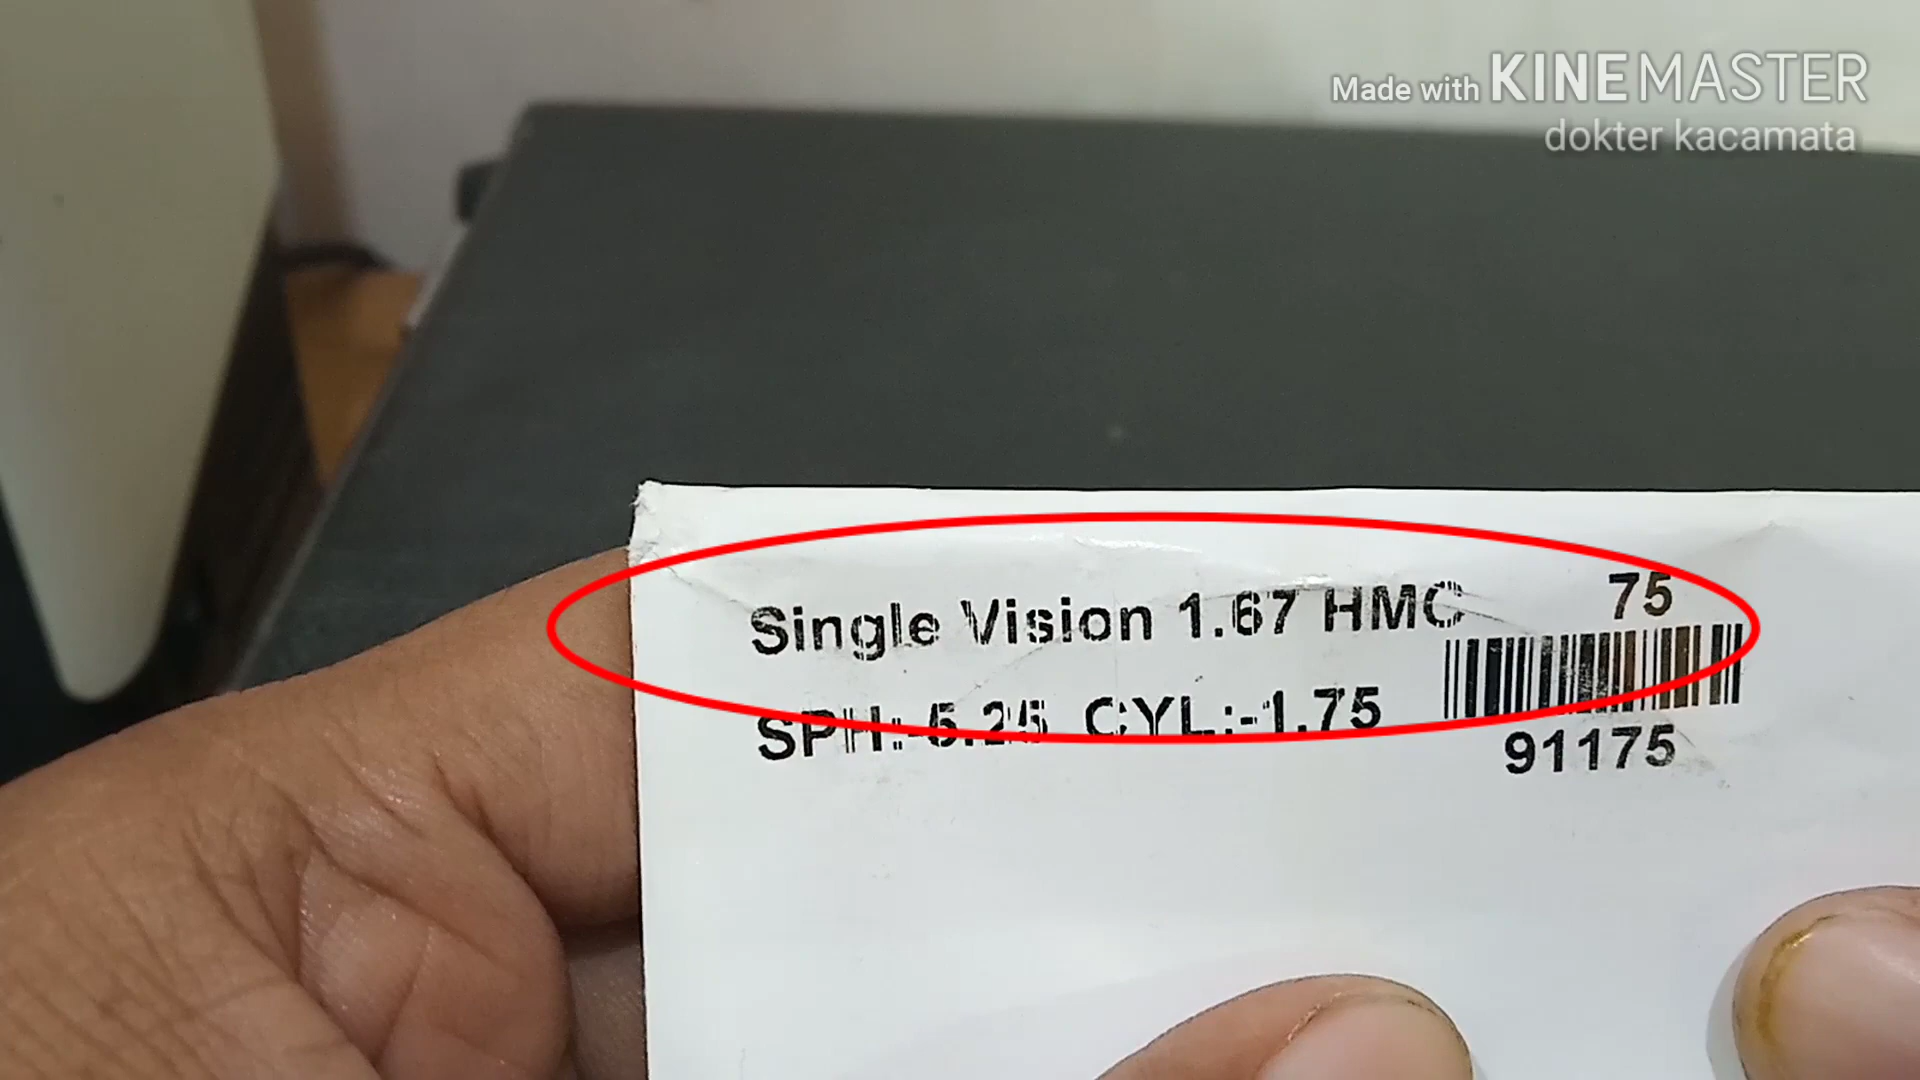 Made with KINEMASTER
dokter kacamata
Single Vision 1.67 HMC 75
SPH:-5.25 CYL:-1.75
91175